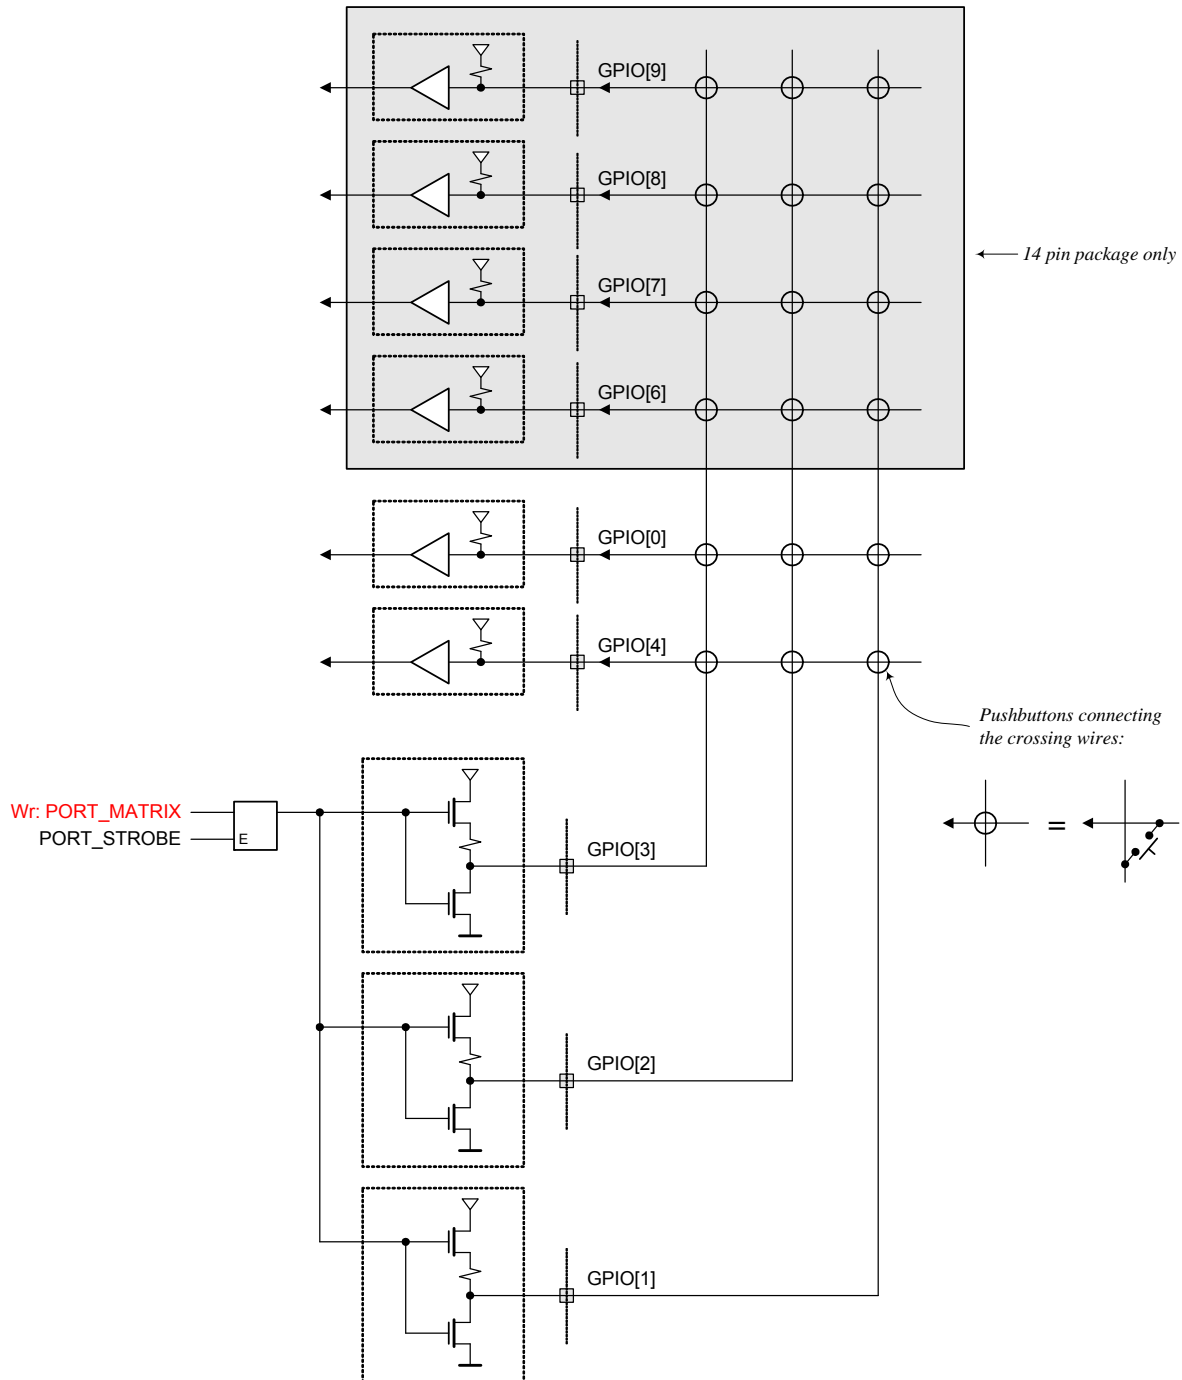 GPIO[9]
GPIO[8]
14 pin package only
GPIO[7]
GPIO[6]
GPIO[0]
GPIO[4]
Pushbuttons connecting
the crossing wires:
Wr: PORT_MATRIX
PORT_STROBE
E
=
GPIO[3]
GPIO[2]
GPIO[1]